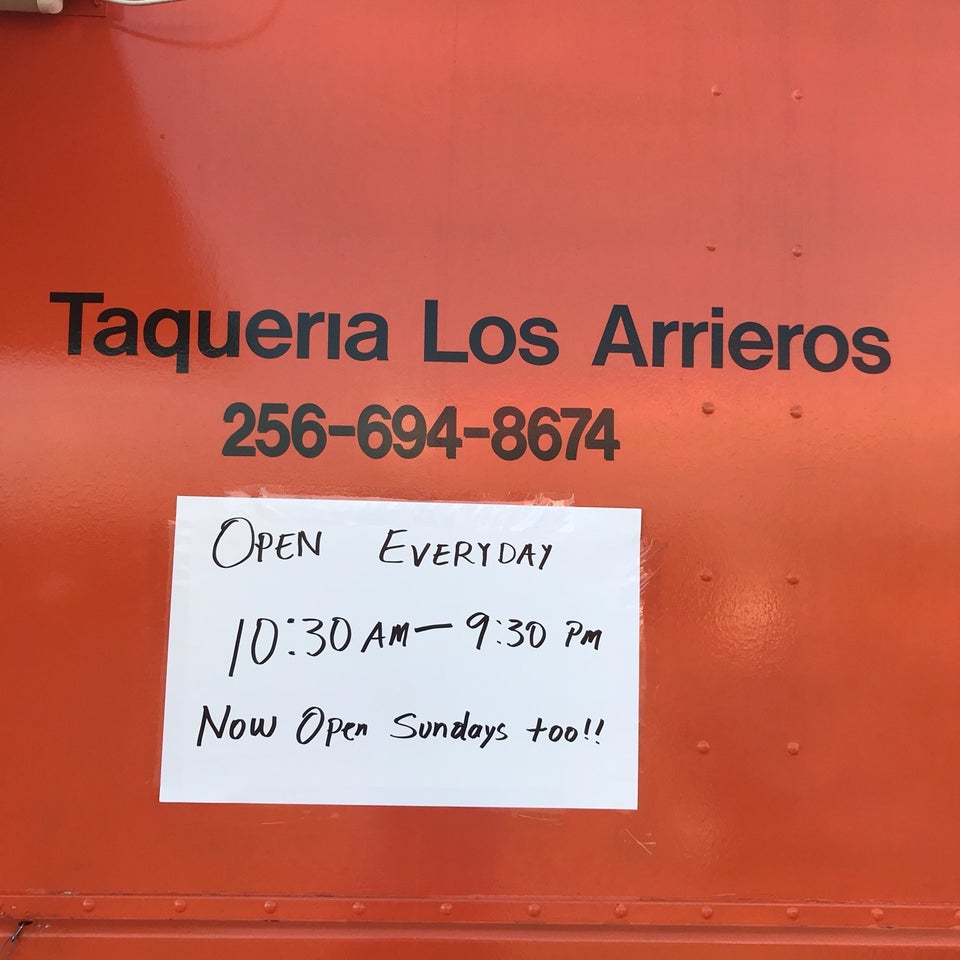 Taqueria Los Arrieros
256-694-8674
OPEN EVERYDAY
10:30 AM - 9:30 PM
Now Open Sundays too!!